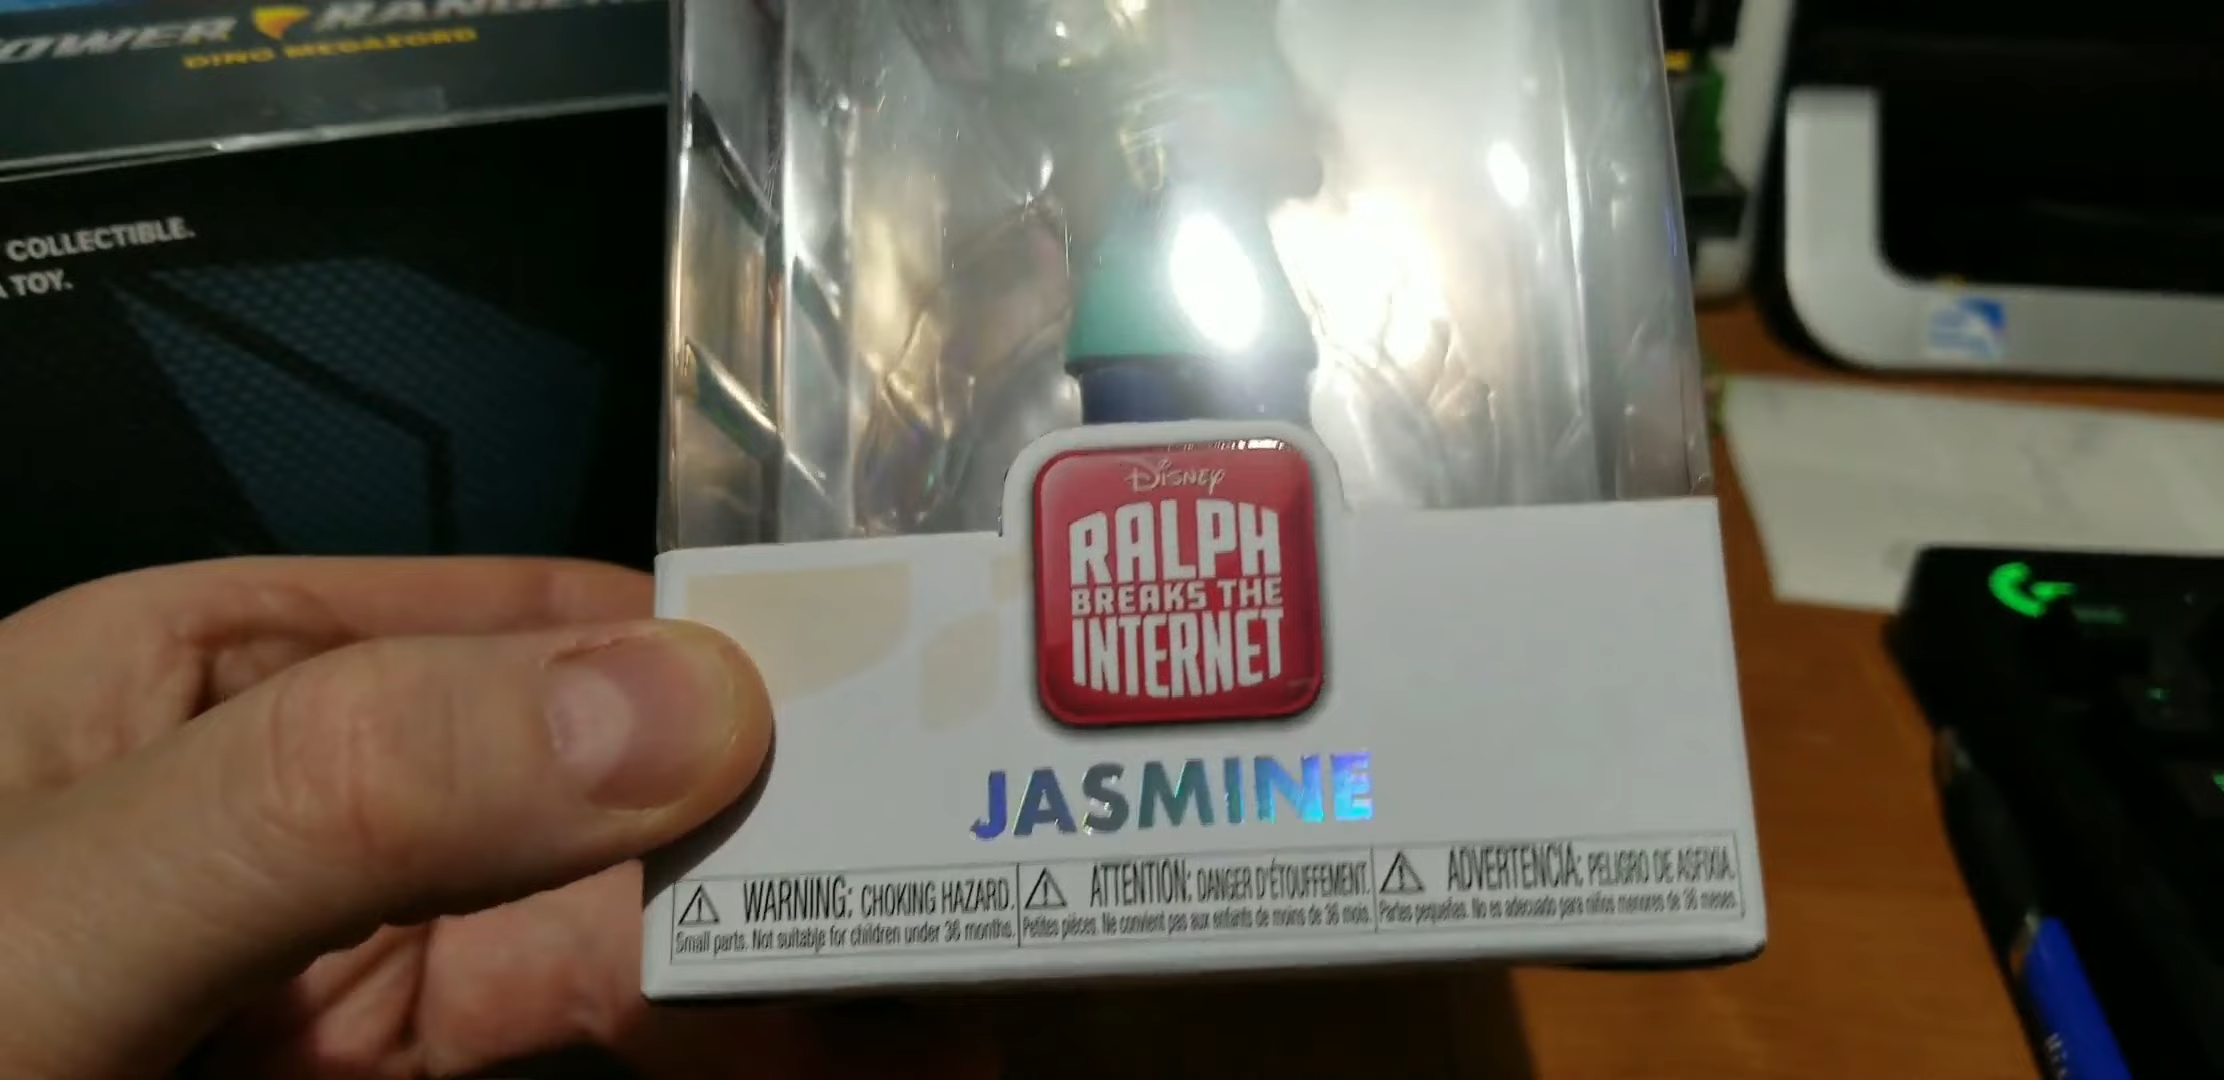 POWER RANGERS
DINO MEGAZORD
COLLECTIBLE.
A TOY.
DISNEY
RALPH
BREAKS THE
INTERNET
JASMINE
WARNING: CHOKING HAZARD.
Small parts. Not suitable for children under 36 months.
ATTENTION: DANGER D'ÉTOUFFEMENT.
Petites pièces. Ne convient pas aux enfants de moins de 36 mois.
ADVERTENCIA: PELIGRO DE ASFIXIA.
Partes pequeñas. No es adecuado para niños menores de 36 meses.